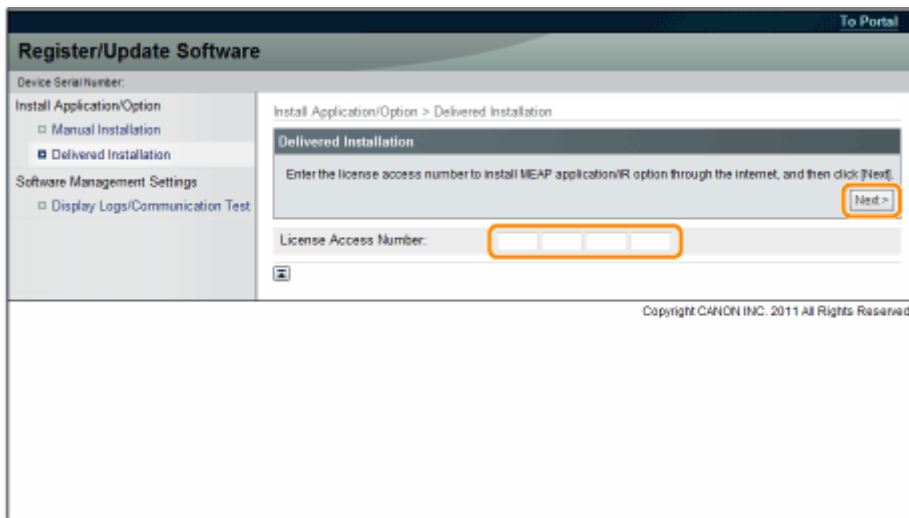 To Portal
Register/Update Software
Device Serial Number:
Install Application/Option
Manual Installation
Delivered Installation
Software Management Settings
Display Logs/Communication Test
Install Application/Option > Delivered Installation
Delivered Installation
Enter the license access number to install MEAP application/iR option through the internet, and then click [Next].
Next >
License Access Number:
Copyright CANON INC. 2011 All Rights Reserved